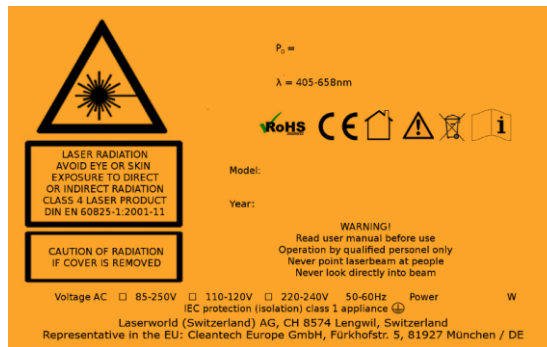 P₀ =
λ = 405-658nm
RoHS CE i
LASER RADIATION
AVOID EYE OR SKIN
EXPOSURE TO DIRECT
OR INDIRECT RADIATION
CLASS 4 LASER PRODUCT
DIN EN 60825-1:2001-11
CAUTION OF RADIATION
IF COVER IS REMOVED
Model:
Year:
WARNING!
Read user manual before use
Operation by qualified personel only
Never point laserbeam at people
Never look directly into beam
Voltage AC ☐ 85-250V ☐ 110-120V ☐ 220-240V 50-60Hz Power W
IEC protection (isolation) class 1 appliance
Laserworld (Switzerland) AG, CH 8574 Lengwil, Switzerland
Representative in the EU: Cleantech Europe GmbH, Fürkhofstr. 5, 81927 München / DE